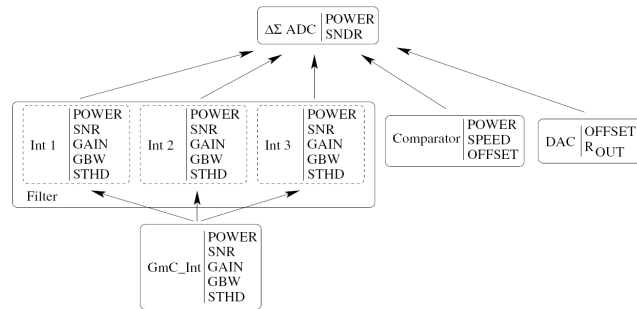 ΔΣ ADC
POWER
SNDR
Int 1
POWER
SNR
GAIN
GBW
STHD
Int 2
POWER
SNR
GAIN
GBW
STHD
Int 3
POWER
SNR
GAIN
GBW
STHD
Filter
Comparator
POWER
SPEED
OFFSET
DAC
OFFSET
ROUT
GmC_Int
POWER
SNR
GAIN
GBW
STHD